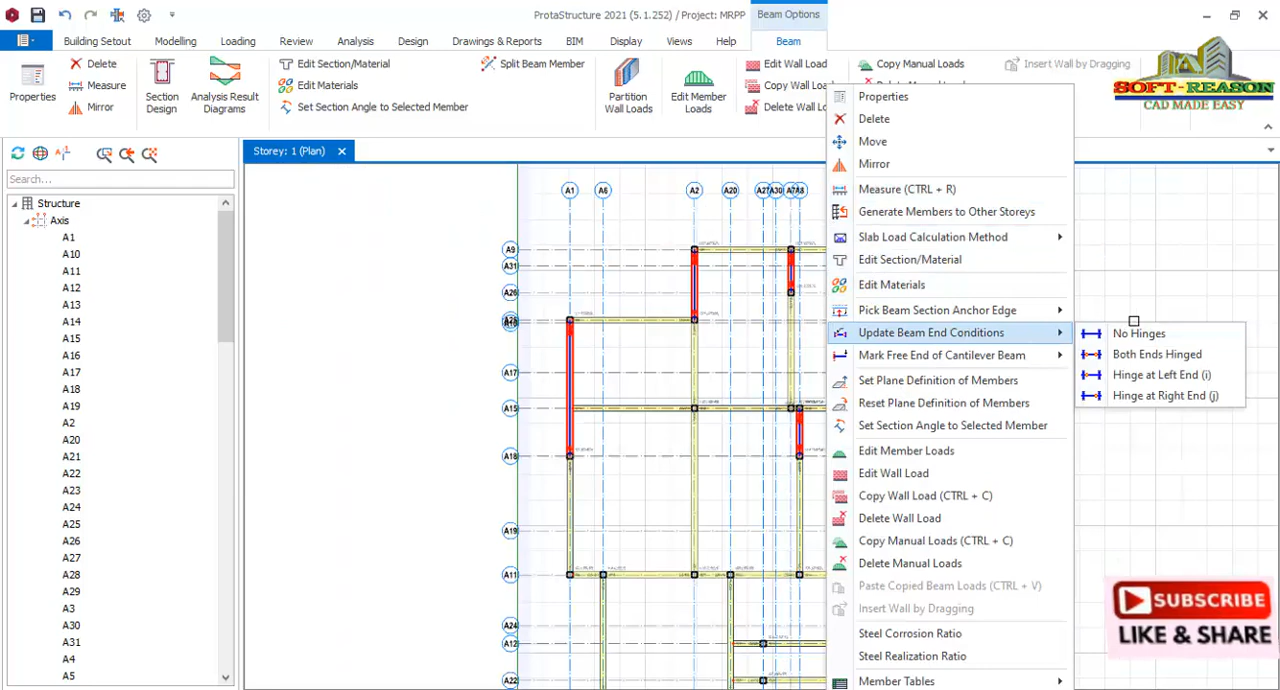 ProtaStructure 2021 (5.1.252) / Project: MRPP
Beam Options
Building Setout
Modelling
Loading
Review
Analysis
Design
Drawings & Reports
BIM
Display
Views
Help
Beam
Properties
Delete
Measure
Mirror
Section
Design
Analysis Result
Diagrams
Edit Section/Material
Edit Materials
Set Section Angle to Selected Member
Split Beam Member
Partition
Wall Loads
Edit Member
Loads
Edit Wall Load
Copy Wall Loa
Delete Wall Lo
Copy Manual Loads
Insert Wall by Dragging
SOFT-REASON
CAD MADE EASY
Storey: 1 (Plan)
Search...
Structure
Axis
A1
A10
A11
A12
A13
A14
A15
A16
A17
A18
A19
A2
A20
A21
A22
A23
A24
A25
A26
A27
A28
A29
A3
A30
A31
A4
A5
A1
A6
A2
A20
A27
A30
A7
A8
A9
A31
A26
A17
A15
A18
A19
A11
A24
A12
A22
Properties
Delete
Move
Mirror
Measure (CTRL + R)
Generate Members to Other Storeys
Slab Load Calculation Method
Edit Section/Material
Edit Materials
Pick Beam Section Anchor Edge
Update Beam End Conditions
Mark Free End of Cantilever Beam
Set Plane Definition of Members
Reset Plane Definition of Members
Set Section Angle to Selected Member
Edit Member Loads
Edit Wall Load
Copy Wall Load (CTRL + C)
Delete Wall Load
Copy Manual Loads (CTRL + C)
Delete Manual Loads
Paste Copied Beam Loads (CTRL + V)
Insert Wall by Dragging
Steel Corrosion Ratio
Steel Realization Ratio
Member Tables
No Hinges
Both Ends Hinged
Hinge at Left End (i)
Hinge at Right End (j)
SUBSCRIBE
LIKE & SHARE